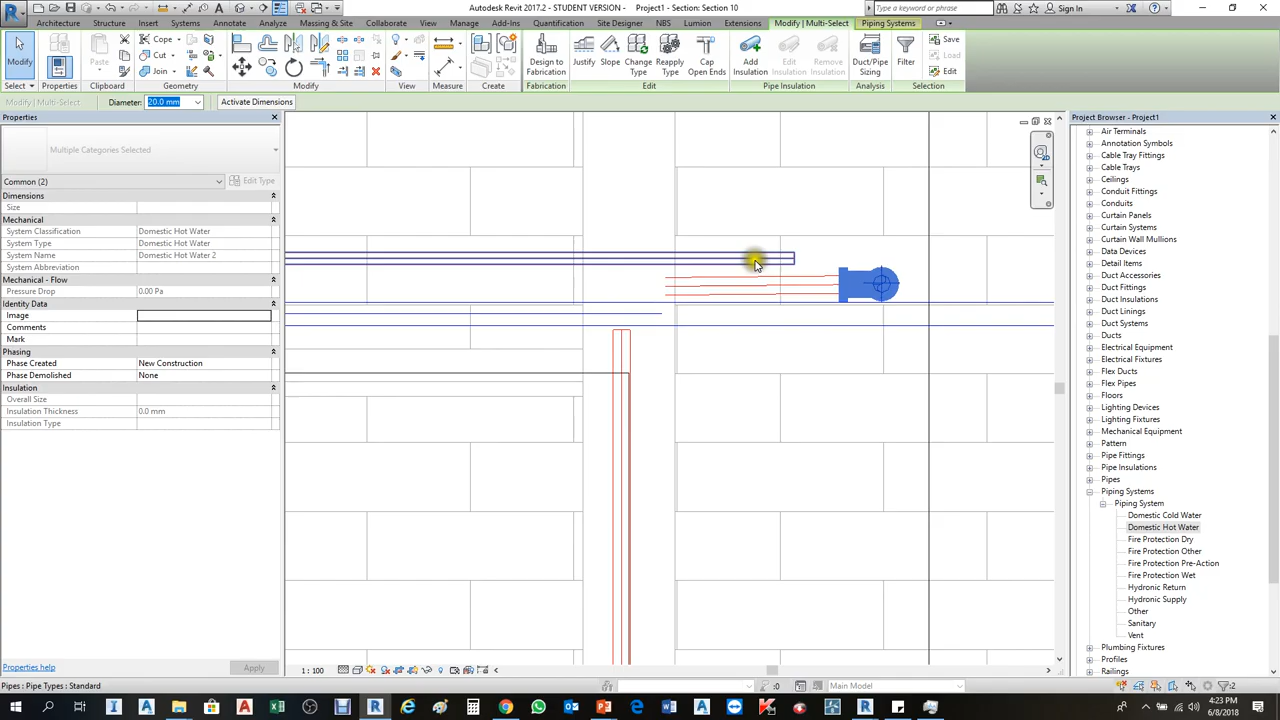 Autodesk Revit 2017.2 - STUDENT VERSION - Project1 - Section: Section 10
Type a keyword or phrase
Sign In
Architecture Structure Insert Systems Annotate Analyze Massing & Site Collaborate View Manage Add-Ins Quantification Site Designer NBS Lumion Extensions Modify | Multi-Select Piping Systems
Modify
Paste
Cope
Cut
Join
Design to Fabrication
Justify
Slope
Change Type
Reapply Type
Cap Open Ends
Add Insulation
Edit Insulation
Remove Insulation
Duct/Pipe Sizing
Filter
Save
Load
Edit
Select Properties Clipboard Geometry Modify View Measure Create Fabrication Edit Pipe Insulation Analysis Selection
Modify | Multi-Select
Diameter: 20.0 mm
Activate Dimensions
Properties
Multiple Categories Selected
Common (2)
Edit Type
Dimensions
Size
Mechanical
System Classification Domestic Hot Water
System Type Domestic Hot Water
System Name Domestic Hot Water 2
System Abbreviation
Mechanical - Flow
Pressure Drop 0.00 Pa
Identity Data
Image
Comments
Mark
Phasing
Phase Created New Construction
Phase Demolished None
Insulation
Overall Size
Insulation Thickness 0.0 mm
Insulation Type
Properties help
Apply
Project Browser - Project1
Air Terminals
Annotation Symbols
Cable Tray Fittings
Cable Trays
Ceilings
Conduit Fittings
Conduits
Curtain Panels
Curtain Systems
Curtain Wall Mullions
Data Devices
Detail Items
Duct Accessories
Duct Fittings
Duct Insulations
Duct Linings
Duct Systems
Ducts
Electrical Equipment
Electrical Fixtures
Flex Ducts
Flex Pipes
Floors
Generic Models
Lighting Devices
Lighting Fixtures
Mechanical Equipment
Pattern
Pipe Fittings
Pipe Insulations
Pipes
Piping Systems
Piping System
Domestic Cold Water
Domestic Hot Water
Fire Protection Dry
Fire Protection Other
Fire Protection Pre-Action
Fire Protection Wet
Hydronic Return
Hydronic Supply
Other
Sanitary
Vent
Plumbing Fixtures
Profiles
Railings
1 : 100
Pipes : Pipe Types : Standard
:0
Main Model
:2
4:23 PM
6/8/2018